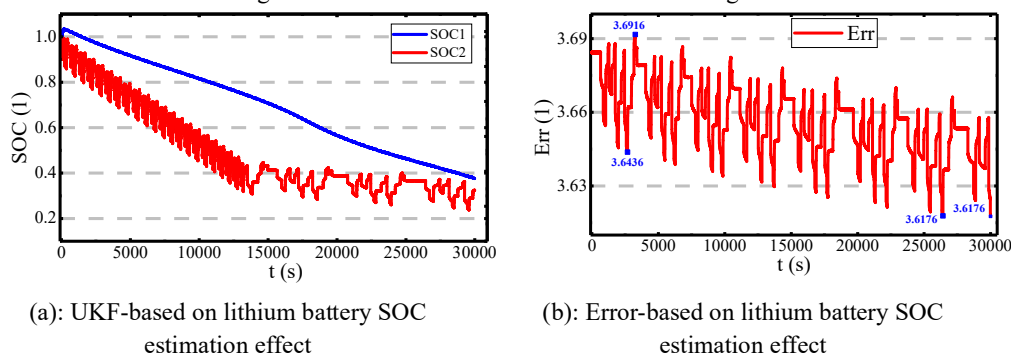 SOC1
SOC2
1.0
0.8
0.6
0.4
0.2
SOC (1)
0 5000 10000 15000 20000 25000 30000
t (s)
(a): UKF-based on lithium battery SOC
estimation effect
Err
3.6916
3.6436
3.6176
3.6176
3.69
3.66
3.63
Err (1)
0 5000 10000 15000 20000 25000 30000
t (s)
(b): Error-based on lithium battery SOC
estimation effect